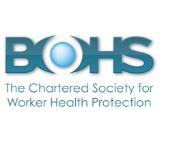 BOHS
The Chartered Society for
Worker Health Protection